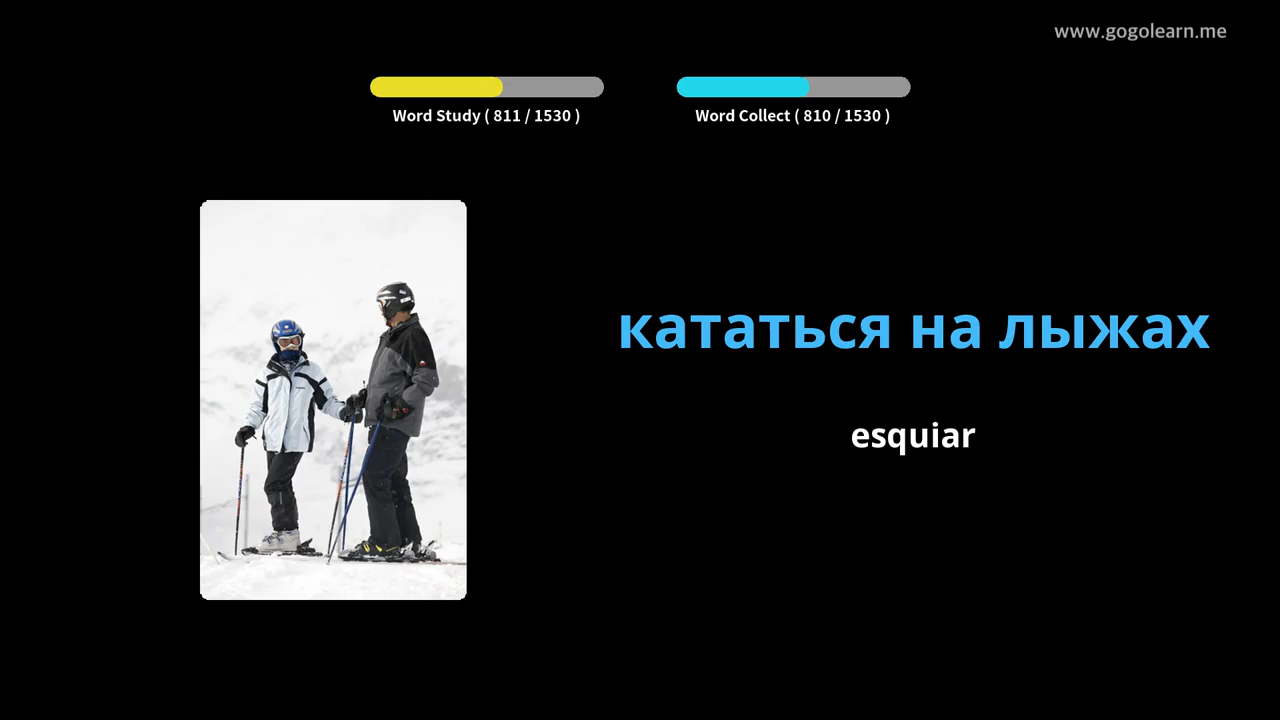 www.gogolearn.me
Word Study ( 811 / 1530 )
Word Collect ( 810 / 1530 )
кататься на лыжах
esquiar